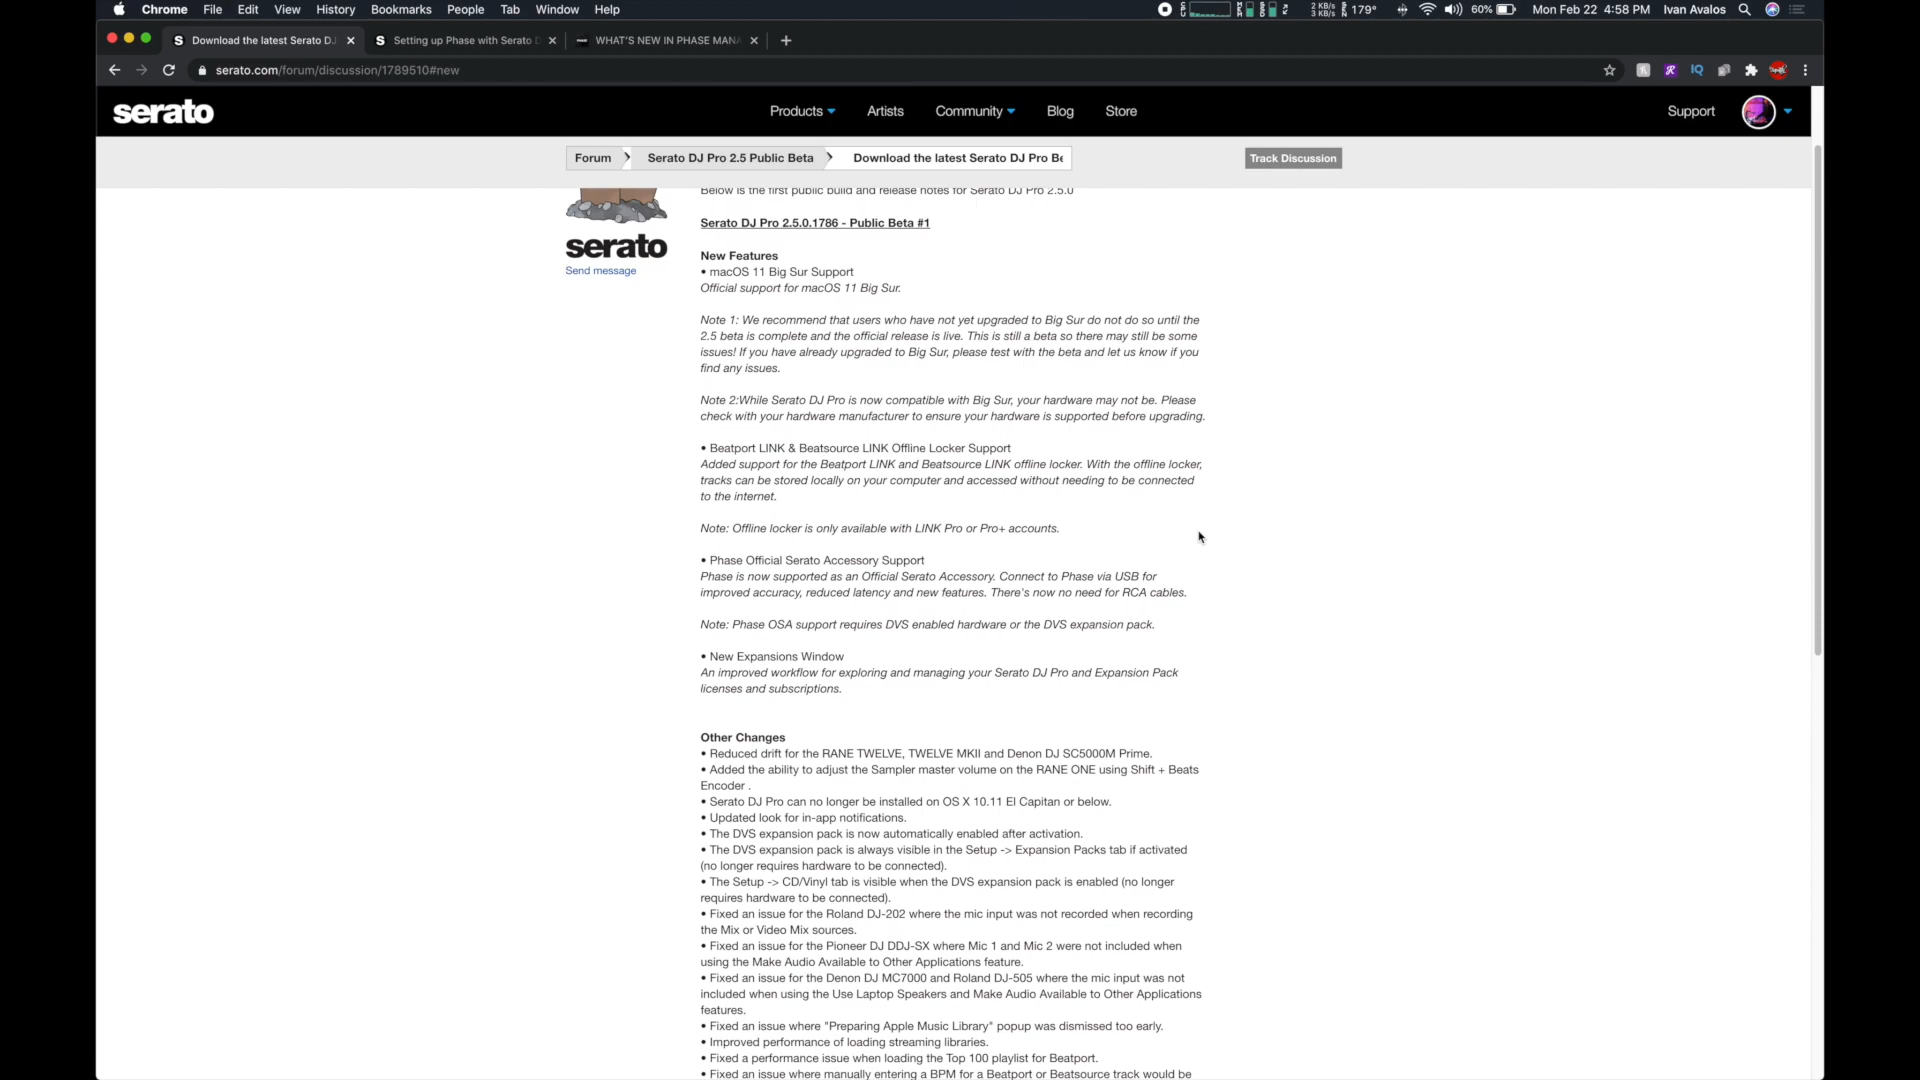 Chrome File Edit View History Bookmarks People Tab Window Help
2 KB/s
3 KB/s
179°
60%
Mon Feb 22 4:58 PM Ivan Avalos
Download the latest Serato DJ
Setting up Phase with Serato D
WHAT'S NEW IN PHASE MANA
serato.com/forum/discussion/1789510#new
IQ
serato
Products Artists Community Blog Store Support
Forum Serato DJ Pro 2.5 Public Beta Download the latest Serato DJ Pro Be Track Discussion
Below is the first public build and release notes for Serato DJ Pro 2.5.0
serato
Send message
Serato DJ Pro 2.5.0.1786 - Public Beta #1
New Features
• macOS 11 Big Sur Support
Official support for macOS 11 Big Sur.
Note 1: We recommend that users who have not yet upgraded to Big Sur do not do so until the
2.5 beta is complete and the official release is live. This is still a beta so there may still be some
issues! If you have already upgraded to Big Sur, please test with the beta and let us know if you
find any issues.
Note 2:While Serato DJ Pro is now compatible with Big Sur, your hardware may not be. Please
check with your hardware manufacturer to ensure your hardware is supported before upgrading.
• Beatport LINK & Beatsource LINK Offline Locker Support
Added support for the Beatport LINK and Beatsource LINK offline locker. With the offline locker,
tracks can be stored locally on your computer and accessed without needing to be connected
to the internet.
Note: Offline locker is only available with LINK Pro or Pro+ accounts.
• Phase Official Serato Accessory Support
Phase is now supported as an Official Serato Accessory. Connect to Phase via USB for
improved accuracy, reduced latency and new features. There's now no need for RCA cables.
Note: Phase OSA support requires DVS enabled hardware or the DVS expansion pack.
• New Expansions Window
An improved workflow for exploring and managing your Serato DJ Pro and Expansion Pack
licenses and subscriptions.
Other Changes
• Reduced drift for the RANE TWELVE, TWELVE MKII and Denon DJ SC5000M Prime.
• Added the ability to adjust the Sampler master volume on the RANE ONE using Shift + Beats
Encoder .
• Serato DJ Pro can no longer be installed on OS X 10.11 El Capitan or below.
• Updated look for in-app notifications.
• The DVS expansion pack is now automatically enabled after activation.
• The DVS expansion pack is always visible in the Setup -> Expansion Packs tab if activated
(no longer requires hardware to be connected).
• The Setup -> CD/Vinyl tab is visible when the DVS expansion pack is enabled (no longer
requires hardware to be connected).
• Fixed an issue for the Roland DJ-202 where the mic input was not recorded when recording
the Mix or Video Mix sources.
• Fixed an issue for the Pioneer DJ DDJ-SX where Mic 1 and Mic 2 were not included when
using the Make Audio Available to Other Applications feature.
• Fixed an issue for the Denon DJ MC7000 and Roland DJ-505 where the mic input was not
included when using the Use Laptop Speakers and Make Audio Available to Other Applications
features.
• Fixed an issue where "Preparing Apple Music Library" popup was dismissed too early.
• Improved performance of loading streaming libraries.
• Fixed a performance issue when loading the Top 100 playlist for Beatport.
• Fixed an issue where manually entering a BPM for a Beatport or Beatsource track would be